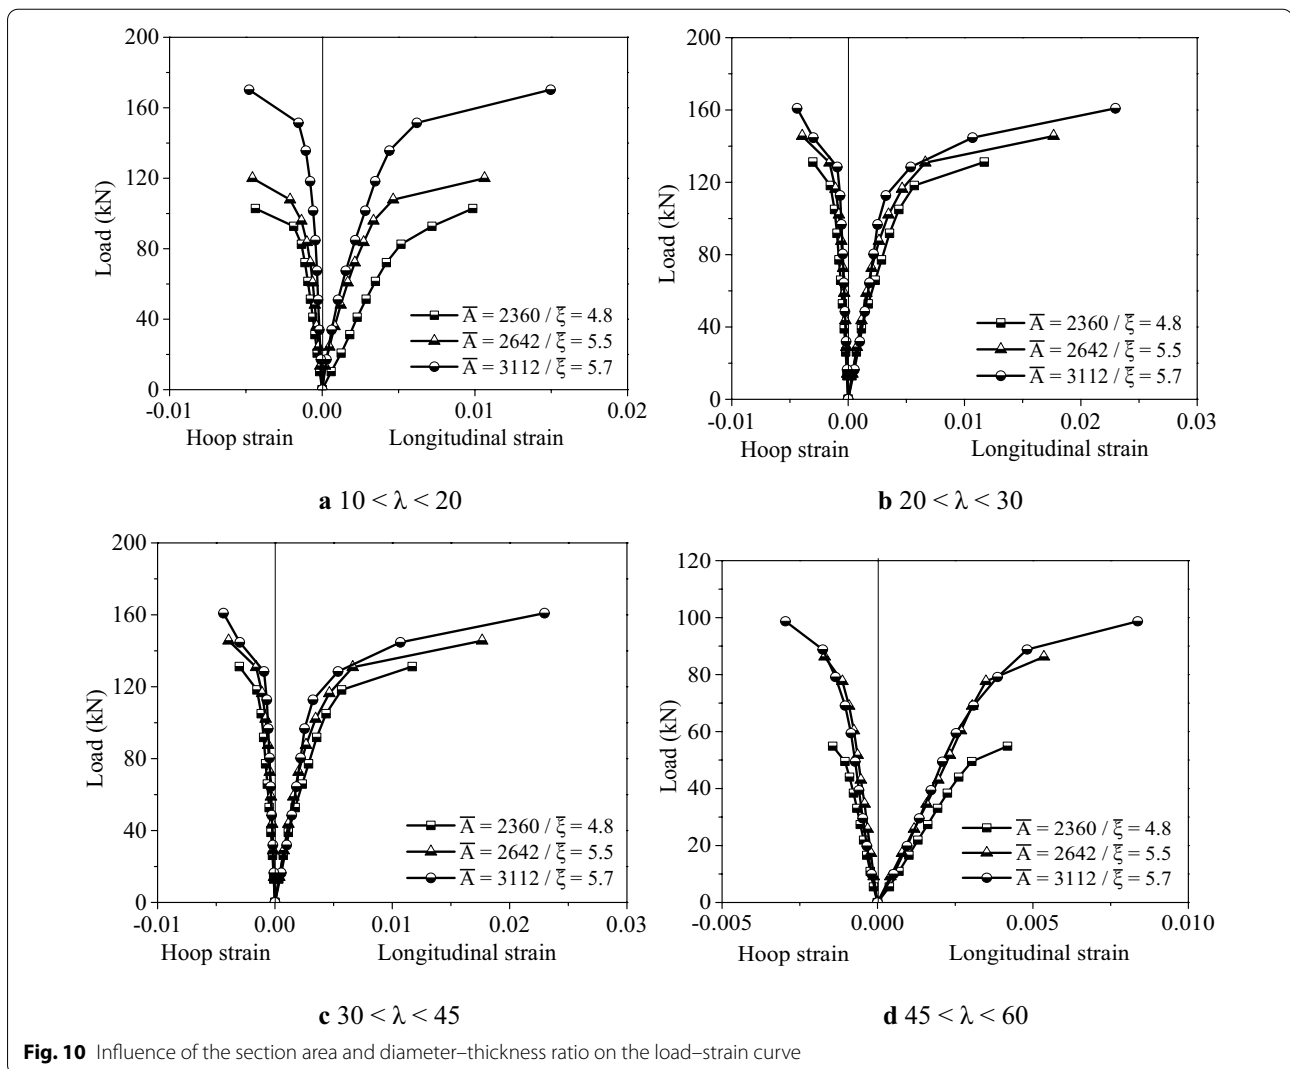 200
160
120
80
40
0
Load (kN)
-0.01 0.00 0.01 0.02
Hoop strain Longitudinal strain
A̅ = 2360 / ξ̅ = 4.8
A̅ = 2642 / ξ̅ = 5.5
A̅ = 3112 / ξ̅ = 5.7
a 10 < λ < 20
200
160
120
80
40
0
Load (kN)
-0.01 0.00 0.01 0.02 0.03
Hoop strain Longitudinal strain
A̅ = 2360 / ξ̅ = 4.8
A̅ = 2642 / ξ̅ = 5.5
A̅ = 3112 / ξ̅ = 5.7
b 20 < λ < 30
200
160
120
80
40
0
Load (kN)
-0.01 0.00 0.01 0.02 0.03
Hoop strain Longitudinal strain
A̅ = 2360 / ξ̅ = 4.8
A̅ = 2642 / ξ̅ = 5.5
A̅ = 3112 / ξ̅ = 5.7
c 30 < λ < 45
120
100
80
60
40
20
0
Load (kN)
-0.005 0.000 0.005 0.010
Hoop strain Longitudinal strain
A̅ = 2360 / ξ̅ = 4.8
A̅ = 2642 / ξ̅ = 5.5
A̅ = 3112 / ξ̅ = 5.7
d 45 < λ < 60
Fig. 10 Influence of the section area and diameter–thickness ratio on the load–strain curve